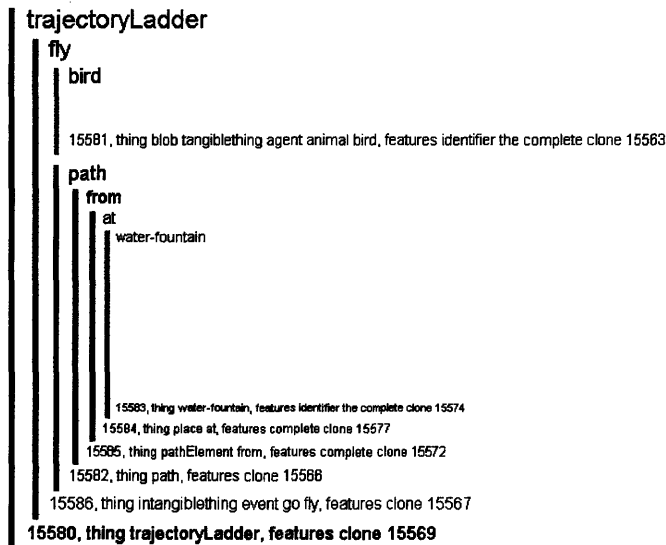 trajectoryLadder
fly
bird
15581, thing blob tangiblething agent animal bird, features identifier the complete clone 15563
path
from
at
water-fountain
15583, thing water-fountain, features identifier the complete clone 15574
15584, thing place at, features complete clone 15577
15585, thing pathElement from, features complete clone 15572
15582, thing path, features clone 15566
15586, thing intangiblething event go fly, features clone 15567
15580, thing trajectoryLadder, features clone 15569